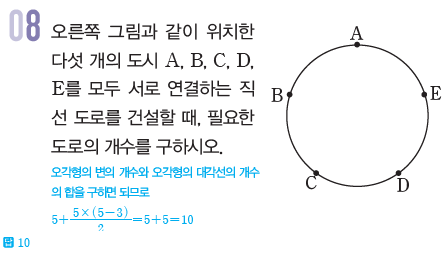 08 오른쪽 그림과 같이 위치한
다섯 개의 도시 A, B, C, D,
E를 모두 서로 연결하는 직
선 도로를 건설할 때, 필요한
도로의 개수를 구하시오.
오각형의 변의 개수와 오각형의 대각선의 개수
의 합을 구하면 되므로
5+5×(5-3)/2=5+5=10
답 10
A
B
E
C
D